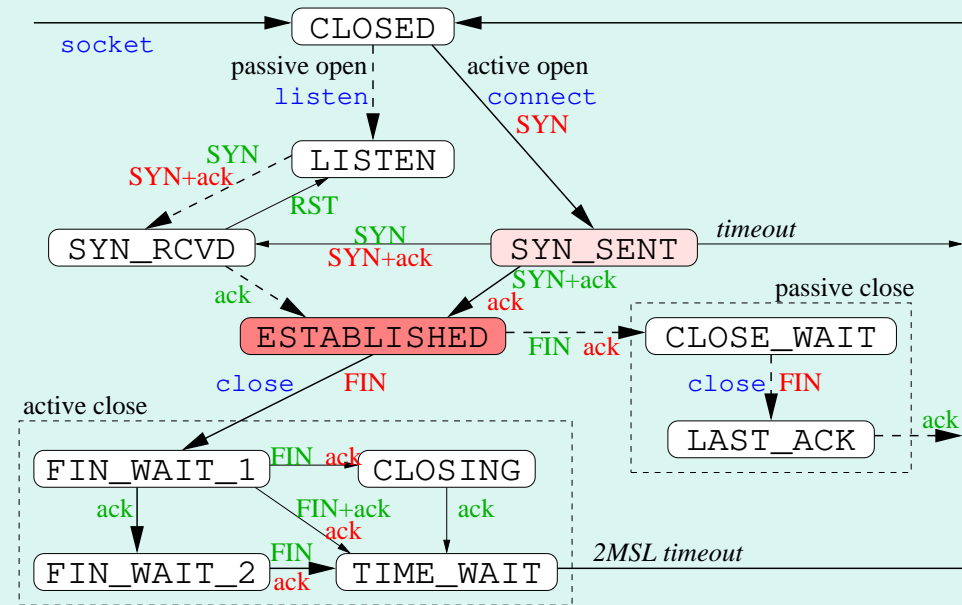 CLOSED
socket
passive open
active open
listen
connect
SYN
SYN
LISTEN
SYN+ack
RST
SYN_RCVD
SYN
SYN_SENT
timeout
SYN+ack
SYN+ack
ack
ack
passive close
ESTABLISHED
CLOSE_WAIT
FIN ack
close FIN
close FIN
active close
LAST_ACK
ack
FIN_WAIT_1
FIN ack
CLOSING
ack
FIN+ack
ack
ack
FIN
2MSL timeout
FIN_WAIT_2
ack
TIME_WAIT